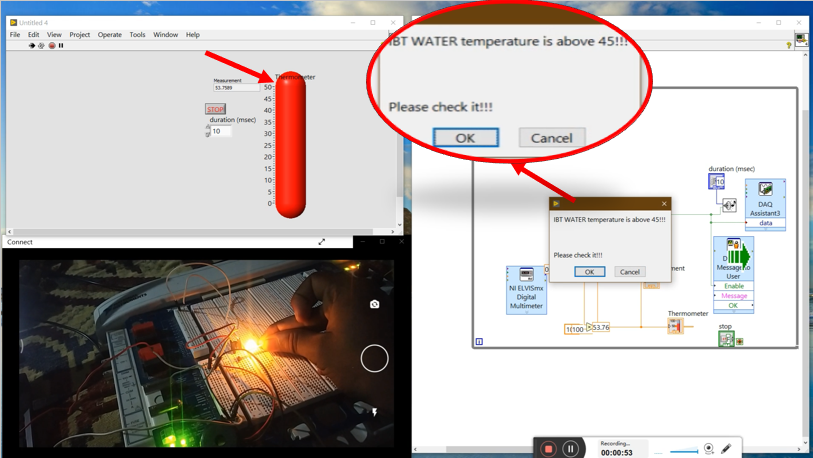 Untitled 4
File Edit View Project Operate Tools Window Help
Thermometer
Measurement
53.7589
STOP
duration (msec)
10
50
45
40
35
30
25
20
15
10
5
0
Connect
IBT WATER temperature is above 45!!!
Please check it!!!
OK Cancel
duration (msec)
10
DAQ
Assistant3
data
IBT WATER temperature is above 45!!!
Please check it!!!
OK Cancel
Message to
User
Enable
Message
OK
NI ELVISmx
Digital
Multimeter
ment
1(100-
53.76
Thermometer
stop
i
Recording...
00:00:53